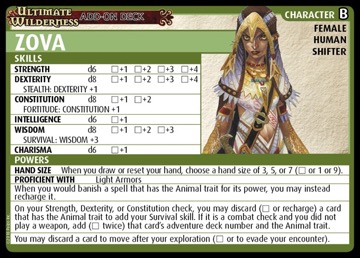 ULTIMATE WILDERNESS ADD-ON DECK
CHARACTER B
ZOVA
FEMALE
HUMAN
SHIFTER
SKILLS
STRENGTH d6 □+1 □+2 □+3 □+4
DEXTERITY d8 □+1 □+2 □+3 □+4
STEALTH: DEXTERITY +1
CONSTITUTION d8 □+1 □+2
FORTITUDE: CONSTITUTION +1
INTELLIGENCE d6 □+1
WISDOM d8 □+1 □+2 □+3
SURVIVAL: WISDOM +3
CHARISMA d6 □+1
POWERS
HAND SIZE When you draw or reset your hand, choose a hand size of 3, 5, or 7 (□ or 1 or 9).
PROFICIENT WITH Light Armors
When you would banish a spell that has the Animal trait for its power, you may instead
recharge it.
On your Strength, Dexterity, or Constitution check, you may discard (□ or recharge) a card
that has the Animal trait to add your Survival skill. If it is a combat check and you did not
play a weapon, add (□ twice) that card's adventure deck number and the Animal trait.
You may discard a card to move after your exploration (□ or to evade your encounter).